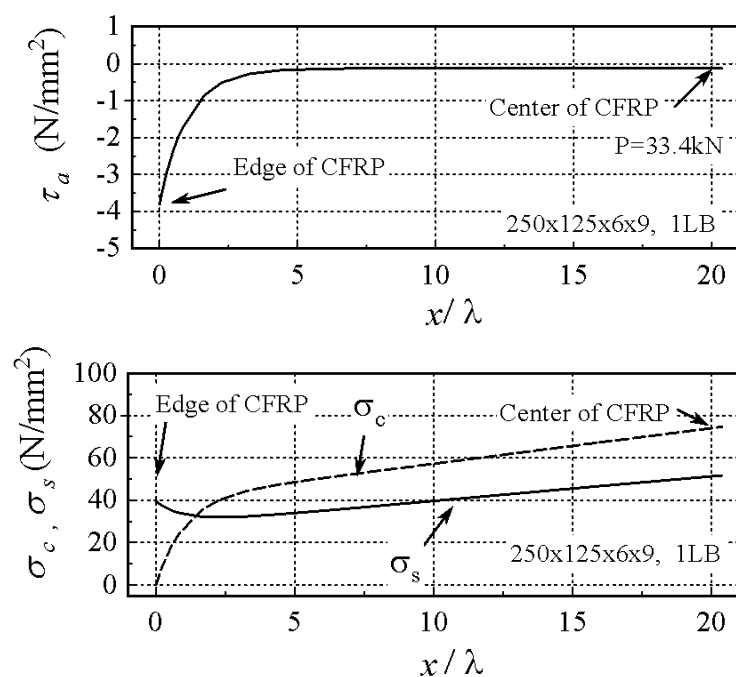 1
0
-1
-2
-3
-4
-5
τa (N/mm²)
Center of CFRP
P=33.4kN
Edge of CFRP
250x125x6x9, 1LB
0 5 10 15 20
x/ λ
100
80
60
40
20
0
σc , σs (N/mm²)
Edge of CFRP
σc
Center of CFRP
σs
250x125x6x9, 1LB
0 5 10 15 20
x/ λ